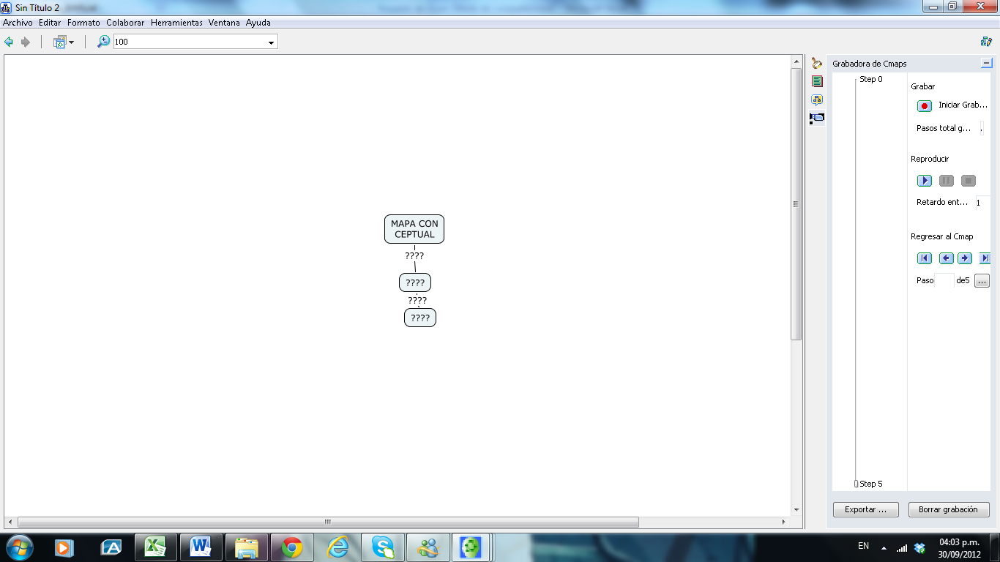 Sin Título 2
Archivo Editar Formato Colaborar Herramientas Ventana Ayuda
100
MAPA CON
CEPTUAL
????
????
????
????
Grabadora de Cmaps
Step 0
Step 5
Grabar
Iniciar Grab...
Pasos total g...
Reproducir
Retardo ent... 1
Regresar al Cmap
Paso de5 ...
Exportar ... Borrar grabación
EN
04:03 p.m.
30/09/2012